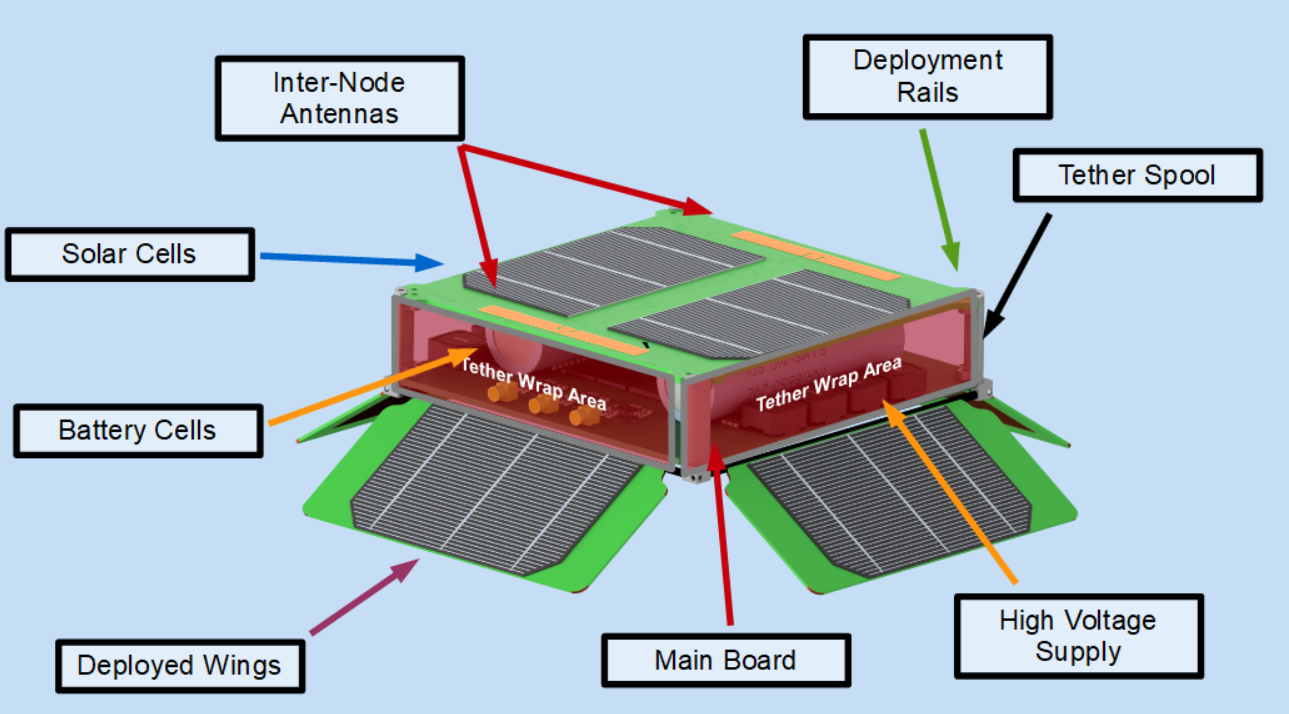 Deployment
Rails
Inter-Node
Antennas
Tether Spool
Solar Cells
Tether Wrap Area
Tether Wrap Area
Battery Cells
High Voltage
Supply
Main Board
Deployed Wings